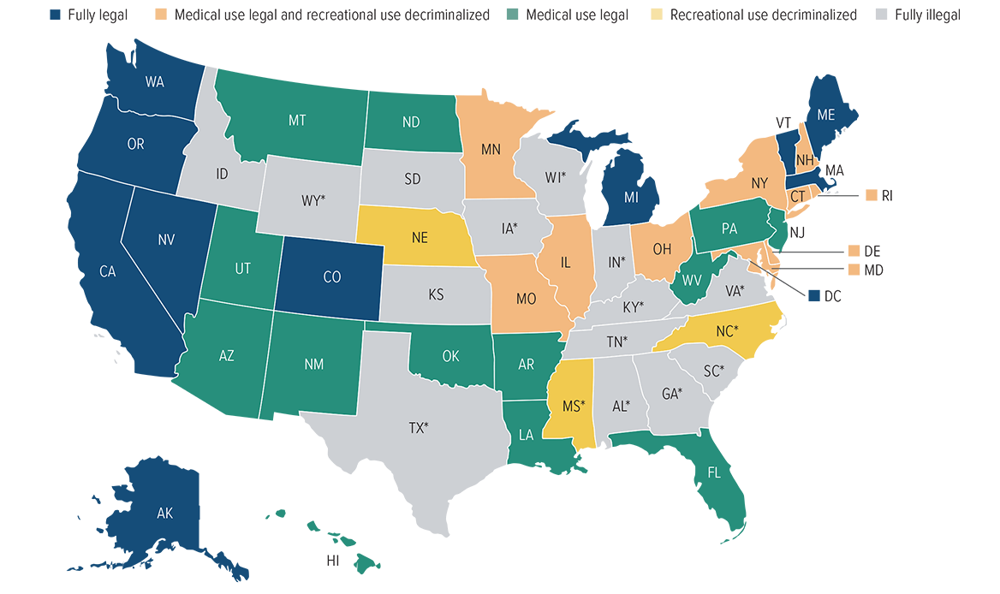 Fully legal Medical use legal and recreational use decriminalized Medical use legal Recreational use decriminalized Fully illegal
WA
ME
VT
MT
ND
OR
MN
NH
ID
MA
SD
WI*
NY
WY*
MI
CT
RI
IA*
PA
NJ
NV
NE
OH
DE
IL
IN*
UT
CO
MD
CA
WV
KS
MO
VA*
DC
KY*
NC*
TN*
AZ
OK
NM
AR
SC*
GA*
MS*
AL*
TX*
LA
FL
AK
HI